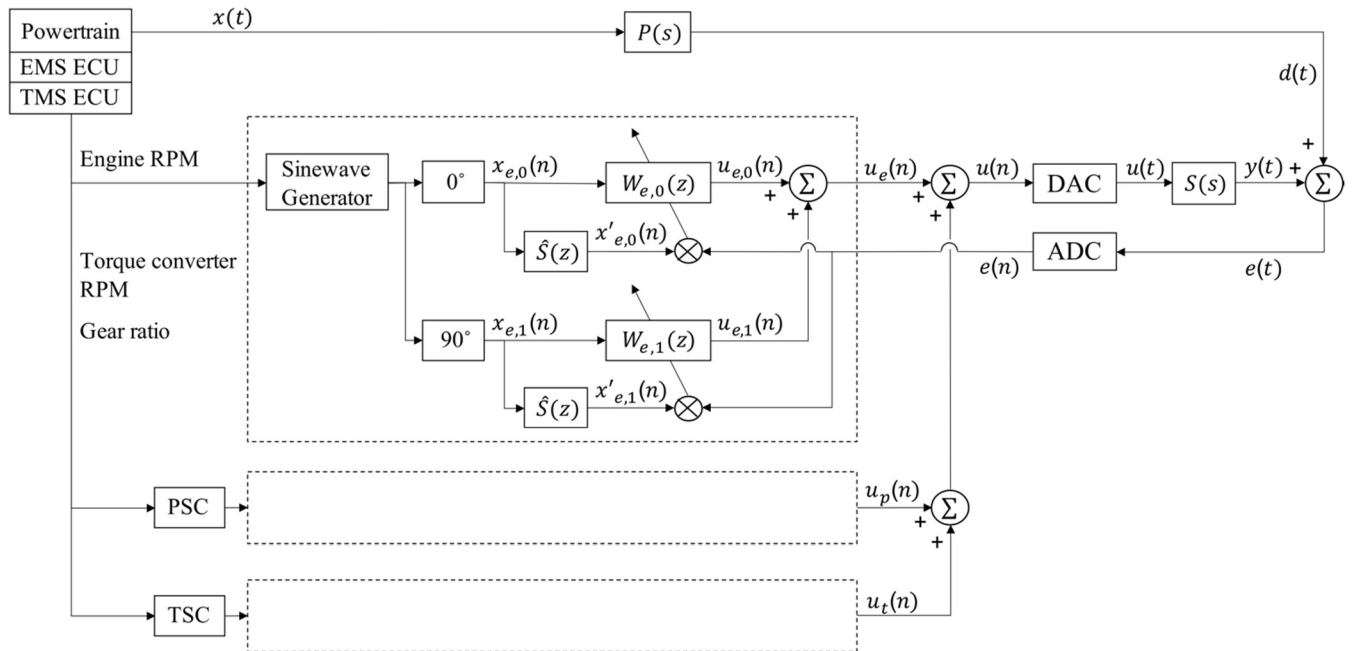 Powertrain
EMS ECU
TMS ECU
x(t)
P(s)
d(t)
Engine RPM
Torque converter
RPM
Gear ratio
Sinewave
Generator
0°
x_{e,0}(n)
W_{e,0}(z)
u_{e,0}(n)
+
Σ
+
u_e(n)
+
Σ
+
u(n)
DAC
u(t)
S(s)
y(t)
+
+
Σ
Ŝ(z)
x'_{e,0}(n)
e(n)
ADC
e(t)
90°
x_{e,1}(n)
W_{e,1}(z)
u_{e,1}(n)
Ŝ(z)
x'_{e,1}(n)
PSC
u_p(n)
+
Σ
+
TSC
u_t(n)